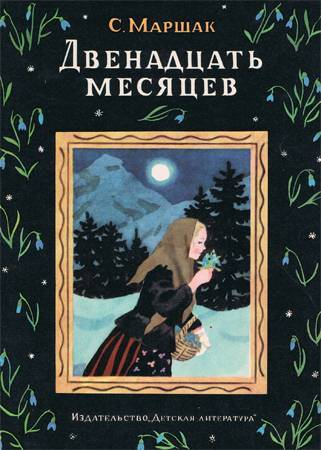 С. Маршак
Двенадцать
месяцев
Издательство „Детская литература“